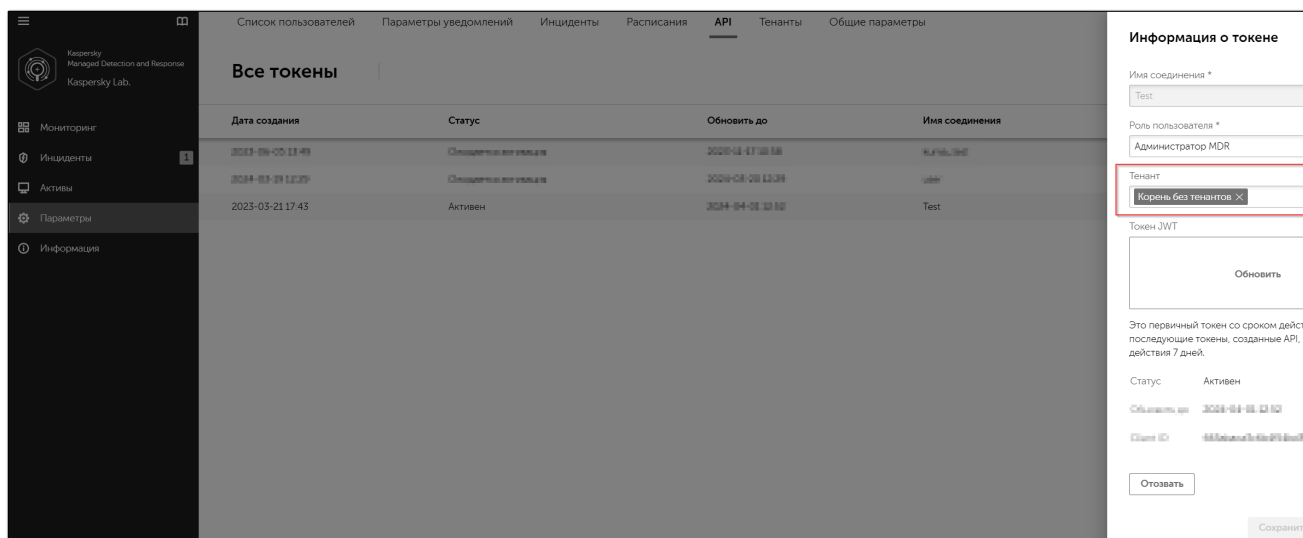 Список пользователей Параметры уведомлений Инциденты Расписания API Тенанты Общие параметры
Kaspersky
Managed Detection and Response
Kaspersky Lab.
Мониторинг
Инциденты 1
Активы
Параметры
Информация
Все токены
Дата создания Статус Обновить до Имя соединения
2023-03-21 17:43 Активен Test
Информация о токене
Имя соединения *
Test
Роль пользователя *
Администратор MDR
Тенант
Корень без тенантов ×
Токен JWT
Обновить
Это первичный токен со сроком дейст
последующие токены, созданные API,
действия 7 дней.
Статус Активен
Отозвать
Сохранит